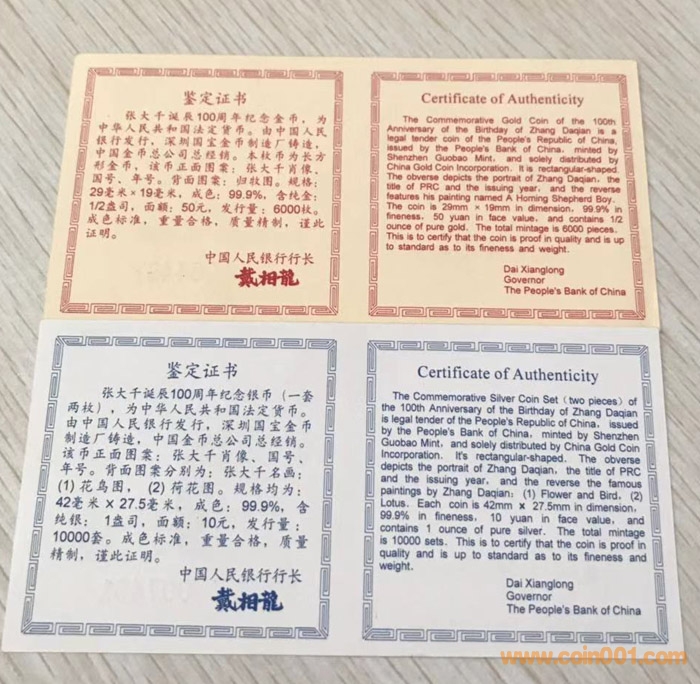 鉴定证书
张大千诞辰100周年纪念金币，为
中华人民共和国法定货币。由中国人民
银行发行，深圳国宝金币制造厂铸造，
中国金币总公司总经销。本枚币为长方
形金币，该币正面图案：张大千肖像、
国号、年号。背面图案：归牧图。规格：
29毫米×19毫米，成色：99.9%，含纯金：
1/2盎司，面额：50元，发行量：6000枚。
成色标准，重量合格，质量精制，谨此
证明。
中国人民银行行长
戴相龍
Certificate of Authenticity
The Commemorative Gold Coin of the 100th
Anniversary of the Birthday of Zhang Daqian is a
legal tender coin of the People's Republic of China,
issued by the People's Bank of China, minted by
Shenzhen Guobao Mint, and solely distributed by
China Gold Coin Incorporation. It is rectangular-shaped.
The obverse depicts the portrait of Zhang Daqian, the
title of PRC and the issuing year, and the reverse
features his painting named A Homing Shepherd Boy.
The coin is 29mm × 19mm in dimension, 99.9% in
fineness, 50 yuan in face value, and contains 1/2
ounce of pure gold. The total mintage is 6000 pieces.
This is to certify that the coin is proof in quality and is up
to standard as to its fineness and weight.
Dai Xianglong
Governor
The People's Bank of China
鉴定证书
张大千诞辰100周年纪念银币（一套
两枚），为中华人民共和国法定货币。
由中国人民银行发行，深圳国宝金币
制造厂铸造，中国金币总公司总经销。
该币正面图案：张大千肖像、国号、
年号。背面图案分别为：张大千名画：
(1) 花鸟图，(2) 荷花图。规格均为：
42毫米×27.5毫米，成色：99.9%，含
纯银：1盎司，面额：10元，发行量：
10000套。成色标准，重量合格，质量
精制，谨此证明。
中国人民银行行长
戴相龍
Certificate of Authenticity
The Commemorative Silver Coin Set (two pieces) of
the 100th Anniversary of the Birthday of Zhang Daqian
is legal tender of the People's Republic of China, issued
by the People's Bank of China, minted by Shenzhen
Guobao Mint, and solely distributed by China Gold Coin
Incorporation. It's rectangular-shaped. The obverse
depicts the portrait of Zhang Daqian, the title of PRC
and the issuing year, and the reverse the famous
paintings by Zhang Daqian: (1) Flower and Bird, (2)
Lotus. Each coin is 42mm × 27.5mm in dimension,
99.9% in fineness, 10 yuan in face value, and
contains 1 ounce of pure silver. The total mintage
is 10000 sets. This is to certify that the coin is proof in
quality and is up to standard as to its fineness and
weight.
Dai Xianglong
Governor
The People's Bank of China
www.coin001.com